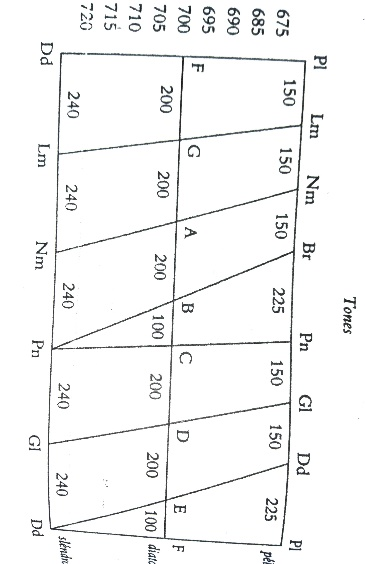 Tones
Pl Lm Nm Br Pn Gl Dd Pl
675 150 150 150 225 150 150 225
685
690
695
700 F G A B C D E F
705 200 200 200 100 200 200 100
710
715
720 240 240 240 240 240
Dd Lm Nm Pn Gl Dd